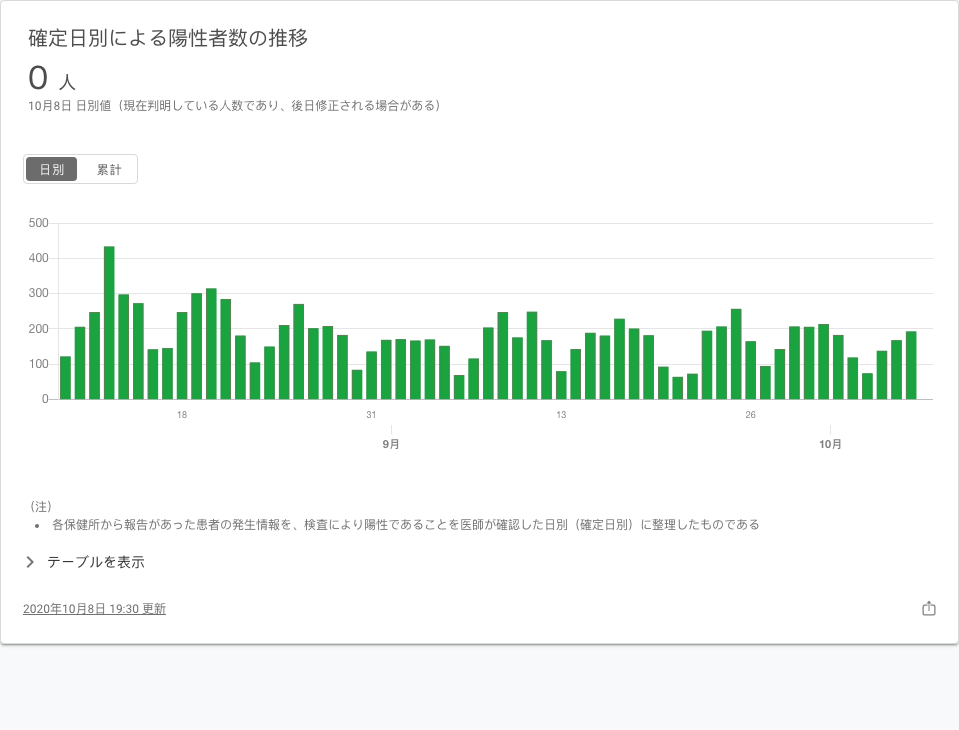 確定日別による陽性者数の推移
0 人
10月8日 日別値（現在判明している人数であり、後日修正される場合がある）
日別 累計
500
400
300
200
100
0
18 31 13 26
9月 10月
（注）
• 各保健所から報告があった患者の発生情報を、検査により陽性であることを医師が確認した日別（確定日別）に整理したものである
テーブルを表示
2020年10月8日 19:30 更新